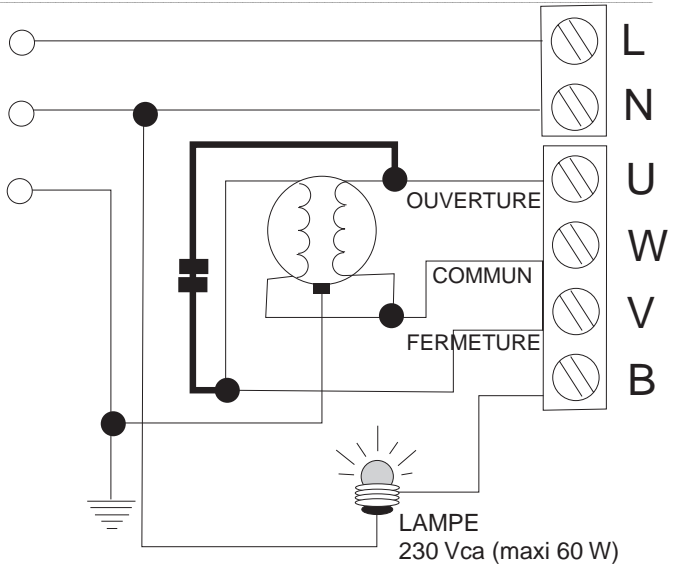 L
N
U
OUVERTURE
W
COMMUN
V
FERMETURE
B
LAMPE
230 Vca (maxi 60 W)